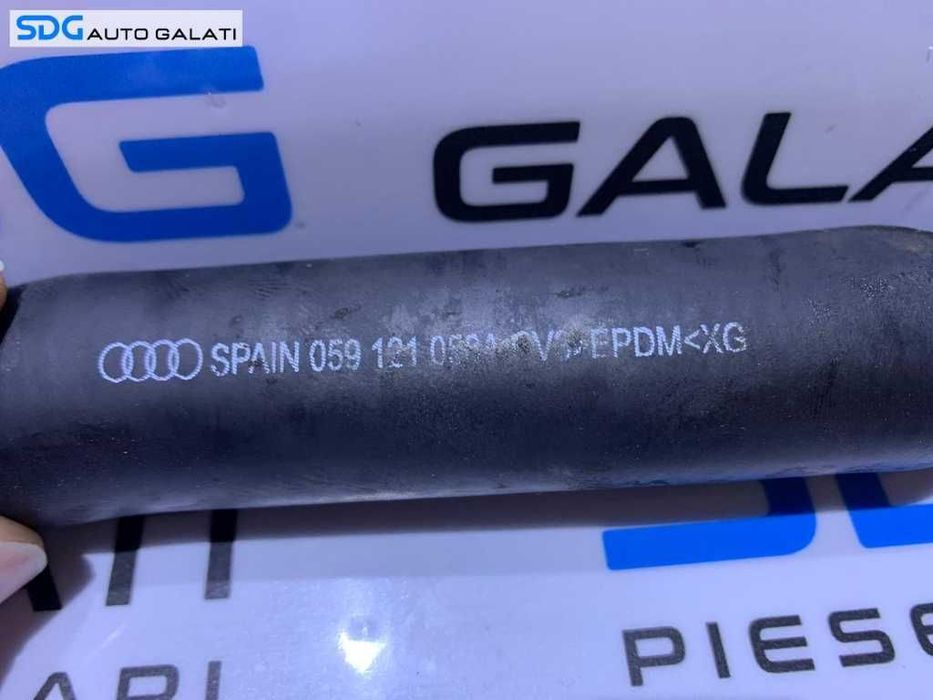 SDG AUTO GALATI
GALA
SPAIN 059 121 EPDM<XG
PIESE